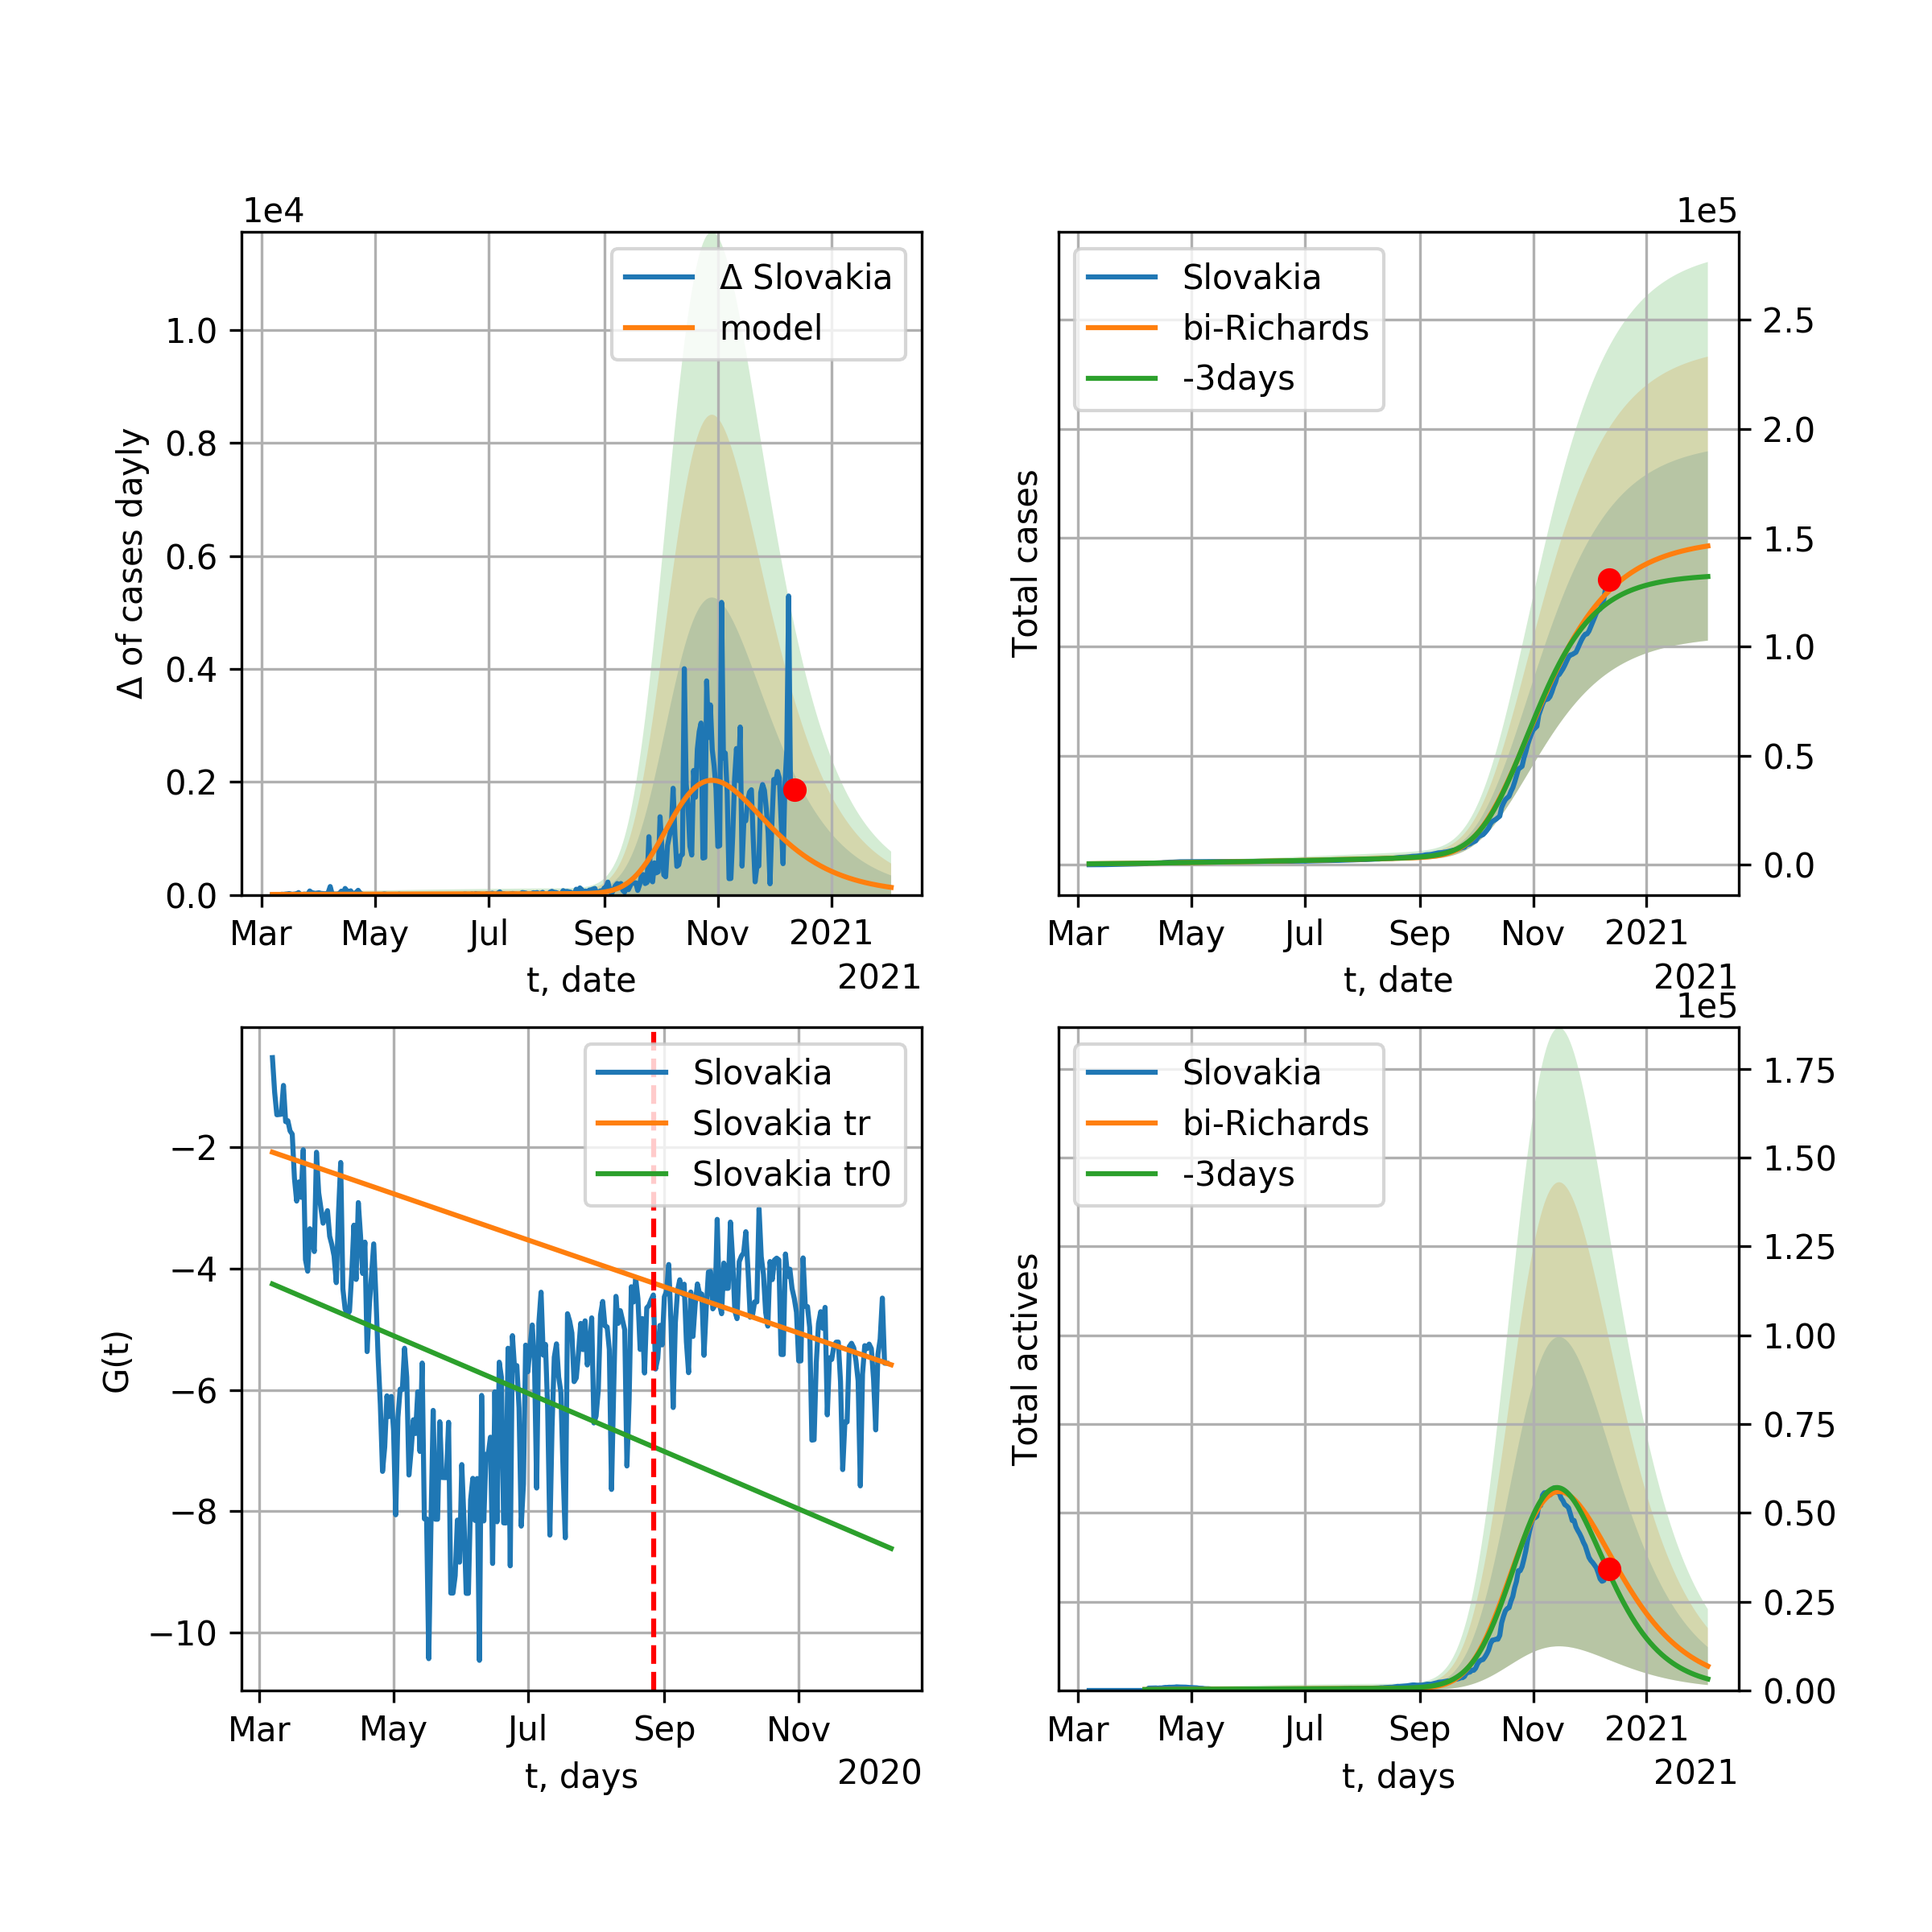 1e4
Δ of cases dayly
1.0
0.8
0.6
0.4
0.2
0.0
Δ Slovakia
model
Mar May Jul Sep Nov 2021
t, date
2021
1e5
Total cases
Slovakia
bi-Richards
-3days
2.5
2.0
1.5
1.0
0.5
0.0
Mar May Jul Sep Nov 2021
t, date
2021
G(t)
−2
−4
−6
−8
−10
Slovakia
Slovakia tr
Slovakia tr0
Mar May Jul Sep Nov
t, days
2020
1e5
Total actives
Slovakia
bi-Richards
-3days
1.75
1.50
1.25
1.00
0.75
0.50
0.25
0.00
Mar May Jul Sep Nov 2021
t, days
2021